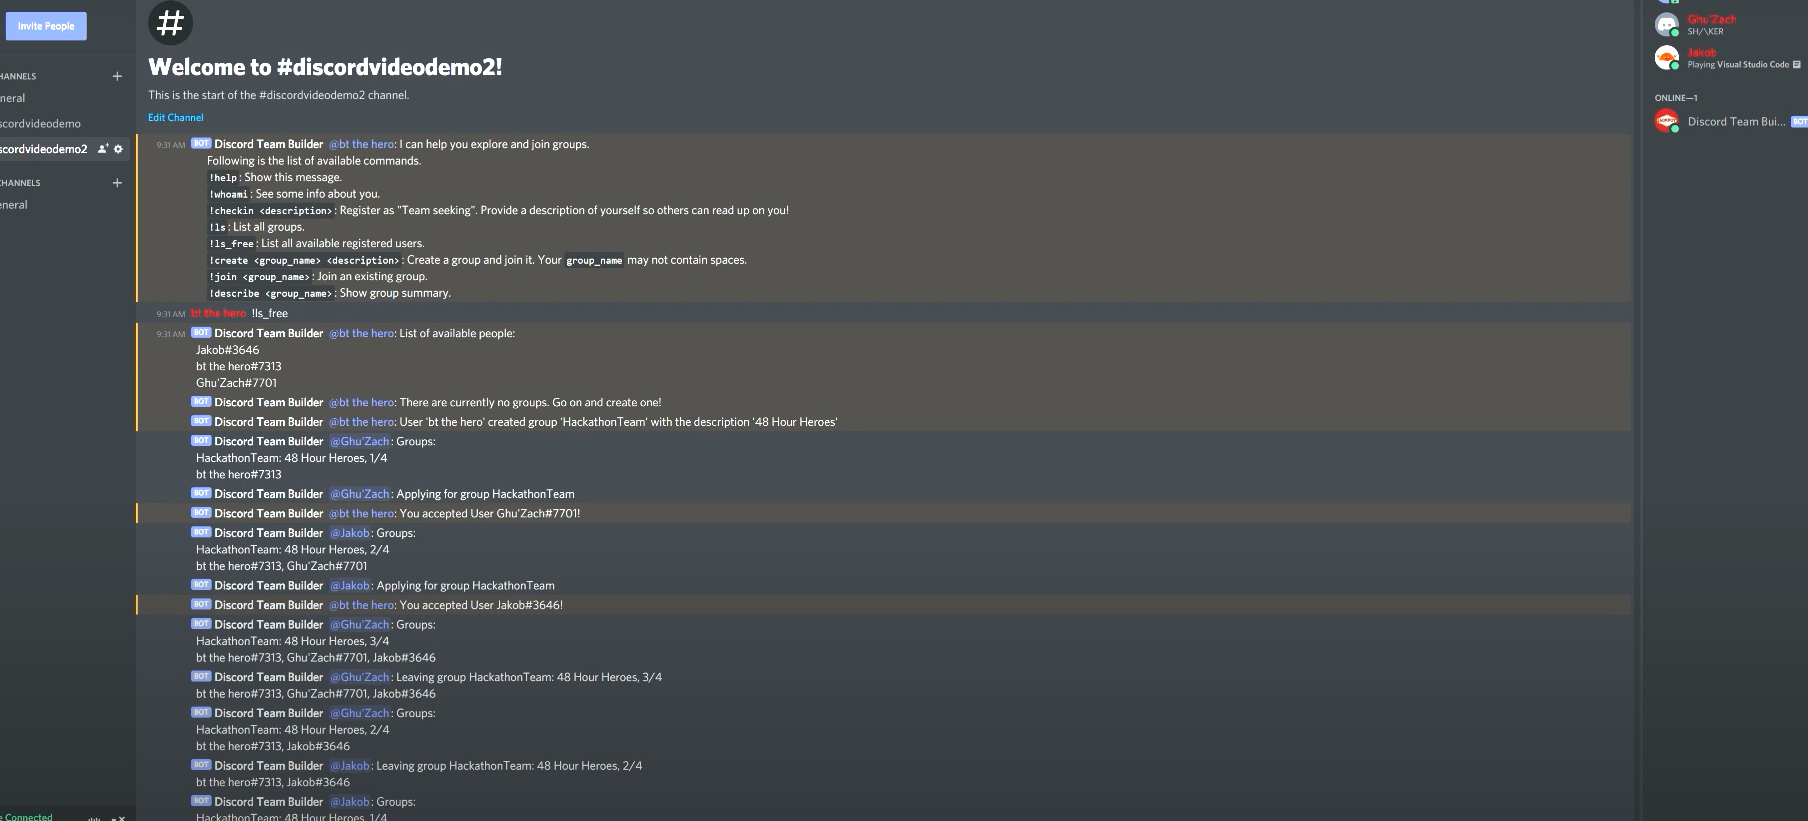 Invite People
HANNELS
neral
scordvideodemo
scordvideodemo2
HANNELS
eneral
e Connected
#
Welcome to #discordvideodemo2!
This is the start of the #discordvideodemo2 channel.
Edit Channel
9:31 AM BOT Discord Team Builder @bt the hero: I can help you explore and join groups.
Following is the list of available commands.
!help: Show this message.
!whoami: See some info about you.
!checkin <description>: Register as "Team seeking". Provide a description of yourself so others can read up on you!
!ls: List all groups.
!ls_free: List all available registered users.
!create <group_name> <description>: Create a group and join it. Your group_name may not contain spaces.
!join <group_name>: Join an existing group.
!describe <group_name>: Show group summary.
9:31 AM bt the hero !ls_free
9:31 AM BOT Discord Team Builder @bt the hero: List of available people:
Jakob#3646
bt the hero#7313
Ghu'Zach#7701
BOT Discord Team Builder @bt the hero: There are currently no groups. Go on and create one!
BOT Discord Team Builder @bt the hero: User 'bt the hero' created group 'HackathonTeam' with the description '48 Hour Heroes'
BOT Discord Team Builder @Ghu'Zach: Groups:
HackathonTeam: 48 Hour Heroes, 1/4
bt the hero#7313
BOT Discord Team Builder @Ghu'Zach: Applying for group HackathonTeam
BOT Discord Team Builder @bt the hero: You accepted User Ghu'Zach#7701!
BOT Discord Team Builder @Jakob: Groups:
HackathonTeam: 48 Hour Heroes, 2/4
bt the hero#7313, Ghu'Zach#7701
BOT Discord Team Builder @Jakob: Applying for group HackathonTeam
BOT Discord Team Builder @bt the hero: You accepted User Jakob#3646!
BOT Discord Team Builder @Ghu'Zach: Groups:
HackathonTeam: 48 Hour Heroes, 3/4
bt the hero#7313, Ghu'Zach#7701, Jakob#3646
BOT Discord Team Builder @Ghu'Zach: Leaving group HackathonTeam: 48 Hour Heroes, 3/4
bt the hero#7313, Ghu'Zach#7701, Jakob#3646
BOT Discord Team Builder @Ghu'Zach: Groups:
HackathonTeam: 48 Hour Heroes, 2/4
bt the hero#7313, Jakob#3646
BOT Discord Team Builder @Jakob: Leaving group HackathonTeam: 48 Hour Heroes, 2/4
bt the hero#7313, Jakob#3646
BOT Discord Team Builder @Jakob: Groups:
HackathonTeam: 48 Hour Heroes, 1/4
Ghu'Zach
SH/\KER
Jakob
Playing Visual Studio Code
ONLINE—1
Discord Team Bui... BOT